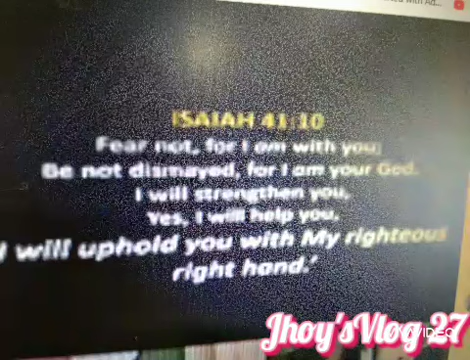 ISAIAH 41:10
Fear not, for I am with you;
Be not dismayed, for I am your God.
I will strengthen you,
Yes, I will help you,
I will uphold you with My righteous
right hand.’
Jhoy'sVlog 27